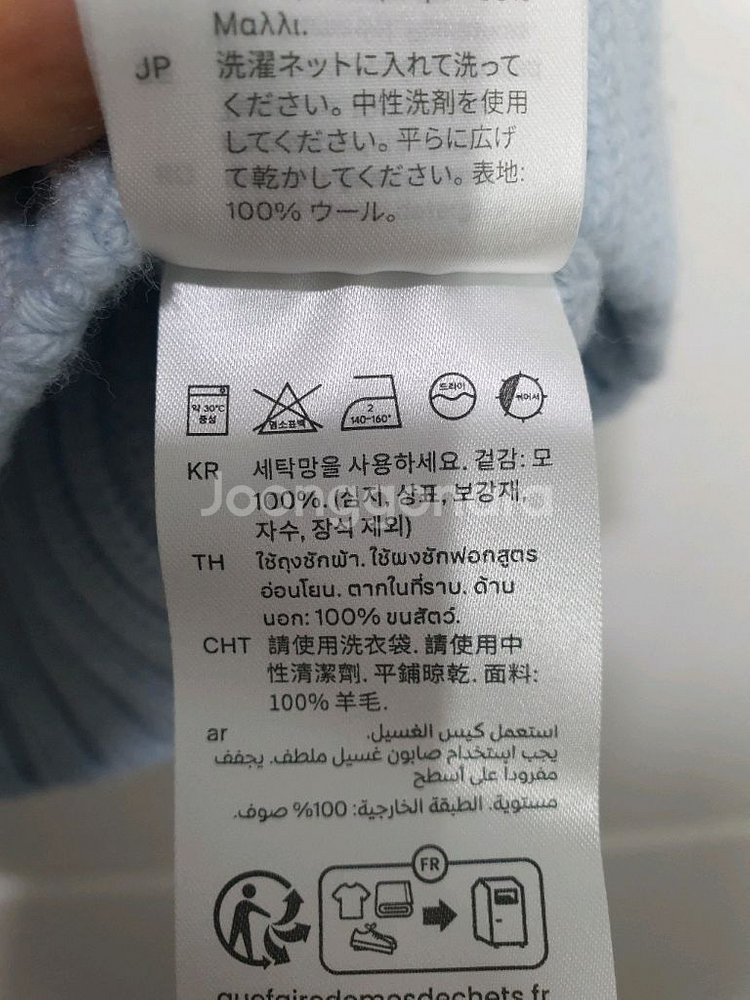 Μαλλι.
JP 洗濯ネットに入れて洗って
ください。中性洗剤を使用
してください。平らに広げ
て乾かしてください。表地:
100% ウール。
약 30℃
중성
염소표백
2
140-160°
드라이
뉘어서
KR 세탁망을 사용하세요. 겉감: 모
100%. (심지, 상표, 보강재,
자수, 장식 제외)
Joonggonara
TH ใช้ถุงซักผ้า. ใช้ผงซักฟอกสูตร
อ่อนโยน. ตากในที่ราบ. ด้าน
นอก: 100% ขนสัตว์.
CHT 請使用洗衣袋. 請使用中
性清潔劑. 平鋪晾乾. 面料:
100% 羊毛.
ar استعمل كيس الغسيل.
يجب استخدام صابون غسيل ملطف. يجفف
مفروداً على أسطح
مستوية. الطبقة الخارجية: 100% صوف.
FR
quefairedemesdechets.fr